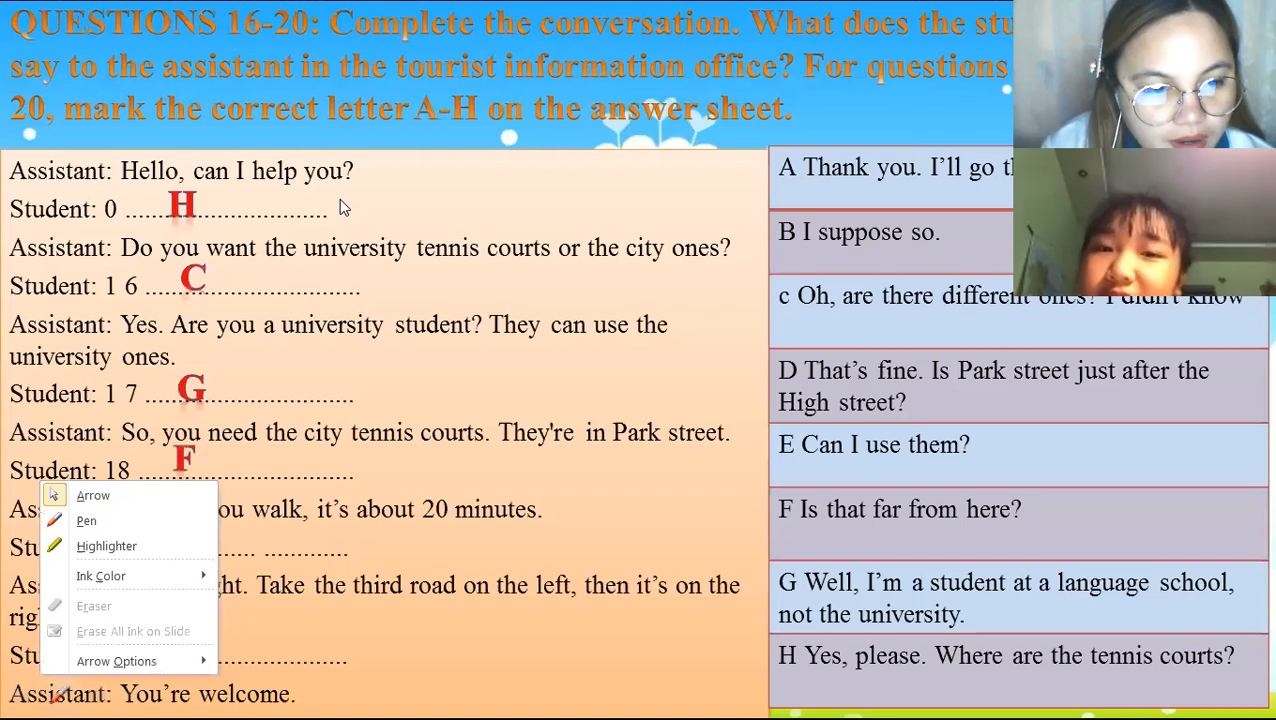 QUESTIONS 16-20: Complete the conversation. What does the
say to the assistant in the tourist information office? For questions
20, mark the correct letter A-H on the answer sheet.
Assistant: Hello, can I help you?
Student: 0 ...... H ....................
Assistant: Do you want the university tennis courts or the city ones?
Student: 1 6 ...... C ....................
Assistant: Yes. Are you a university student? They can use the
university ones.
Student: 1 7 ...... G ....................
Assistant: So, you need the city tennis courts. They're in Park street.
Student: 18 ...... F ....................
walk, it's about 20 minutes.
...... .............
Take the third road on the left, then it's on the
....................
Assistant: You're welcome.
Arrow
Pen
Highlighter
Ink Color
Eraser
Erase All Ink on Slide
Arrow Options
A Thank you. I'll go
B I suppose so.
c Oh, are there different ones? I didn't know
D That's fine. Is Park street just after the
High street?
E Can I use them?
F Is that far from here?
G Well, I'm a student at a language school,
not the university.
H Yes, please. Where are the tennis courts?